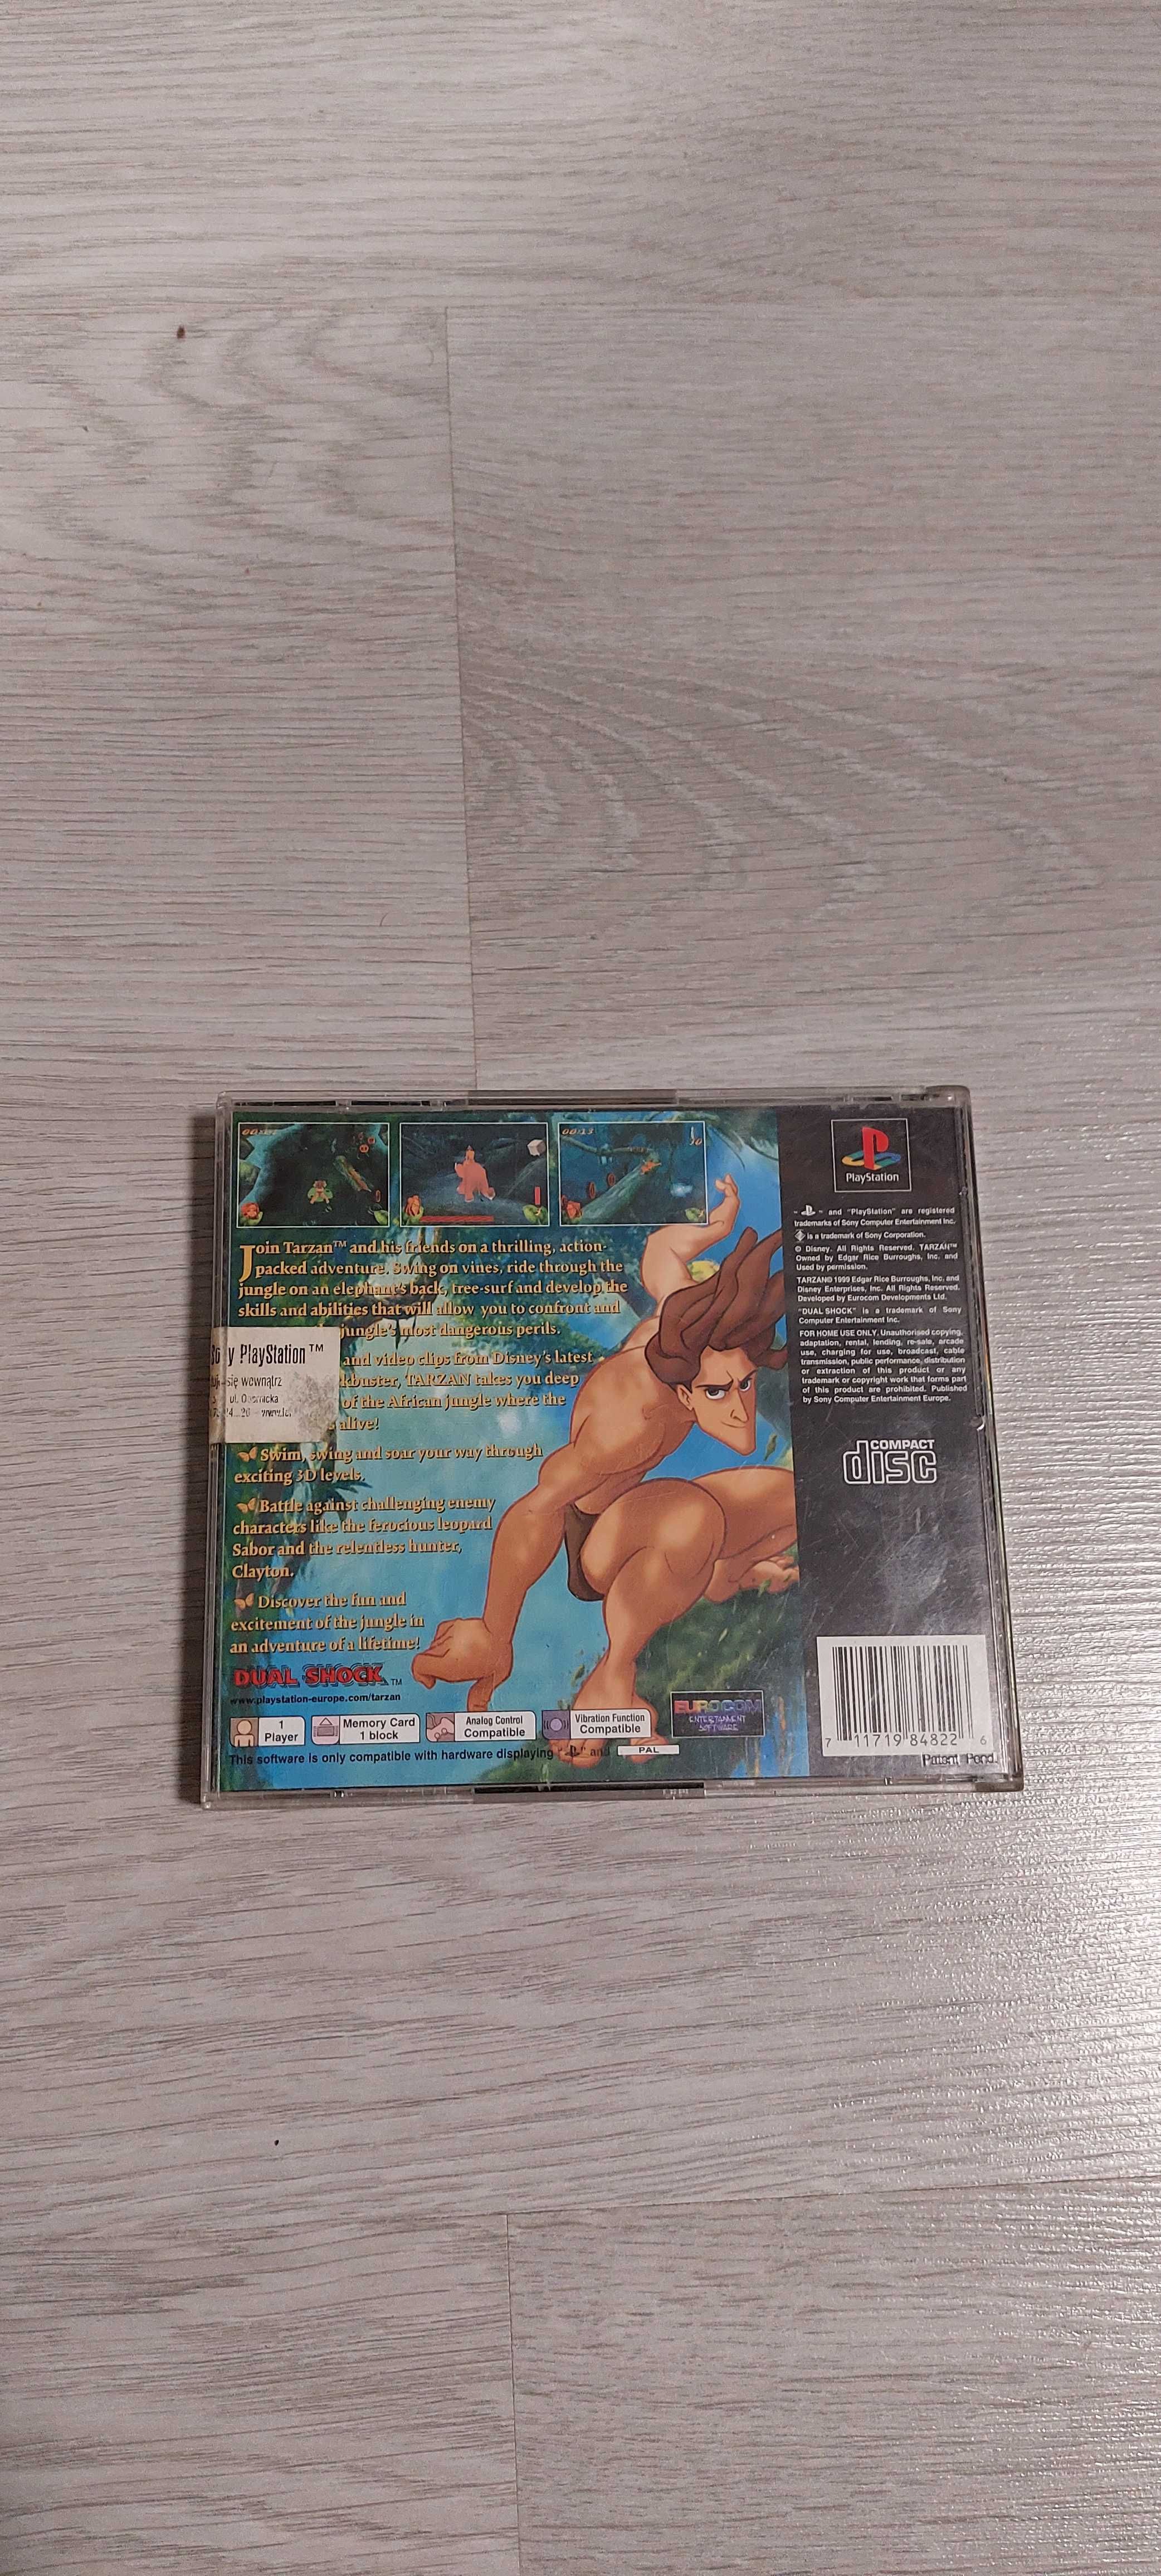 00:13
10
Join Tarzan™ and his friends on a thrilling, action-
packed adventure. Swing on vines, ride through the
jungle on an elephant's back, tree-surf and develop the
skills and abilities that will allow you to confront and
jungle's most dangerous perils.
y PlayStation™
się wewnątrz
ul.
and video clips from Disney's latest
kbuster, TARZAN takes you deep
of the African jungle where the
alive!
Swim, swing and soar your way through
exciting 3D levels.
Battle against challenging enemy
characters like the ferocious leopard
Sabor and the relentless hunter,
Clayton.
Discover the fun and
excitement of the jungle in
an adventure of a lifetime!
DUAL SHOCK™
www.playstation-europe.com/tarzan
1
Player
Memory Card
1 block
Analog Control
Compatible
Vibration Function
Compatible
EUROCOM
ENTERTAINMENT
SOFTWARE
This software is only compatible with hardware displaying " " and PAL
PlayStation
" " and "PlayStation" are registered
trademarks of Sony Computer Entertainment Inc.
is a trademark of Sony Corporation.
© Disney. All Rights Reserved. TARZAN™
Owned by Edgar Rice Burroughs, Inc. and
Used by permission.
TARZAN® 1999 Edgar Rice Burroughs, Inc. and
Disney Enterprises, Inc. All Rights Reserved.
Developed by Eurocom Developments Ltd.
"DUAL SHOCK" is a trademark of Sony
Computer Entertainment Inc.
FOR HOME USE ONLY. Unauthorised copying,
adaptation, rental, lending, re-sale, arcade
use, charging for use, broadcast, cable
transmission, public performance, distribution
or extraction of this product or any
trademark or copyright work that forms part
of this product are prohibited. Published
by Sony Computer Entertainment Europe.
COMPACT
disc
7 11719 84822 6
Patent Pend.